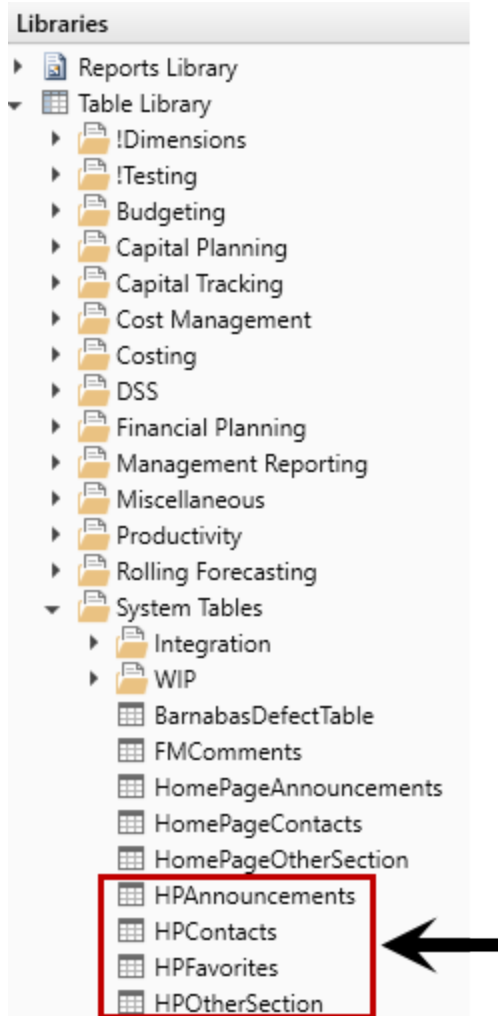 Libraries
Reports Library
Table Library
!Dimensions
!Testing
Budgeting
Capital Planning
Capital Tracking
Cost Management
Costing
DSS
Financial Planning
Management Reporting
Miscellaneous
Productivity
Rolling Forecasting
System Tables
Integration
WIP
BarnabasDefectTable
FMComments
HomePageAnnouncements
HomePageContacts
HomePageOtherSection
HPAnnouncements
HPContacts
HPFavorites
HPOtherSection